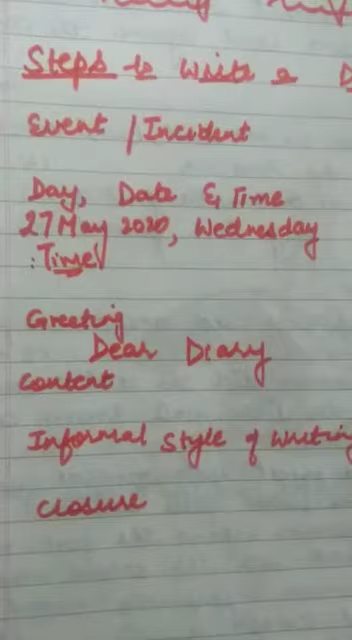 Steps to write a D
Event / Incident
Day, Date & Time
27 May 2020, Wednesday
:Time
Greeting
Dear Diary
Content
Informal style of writing
Closure